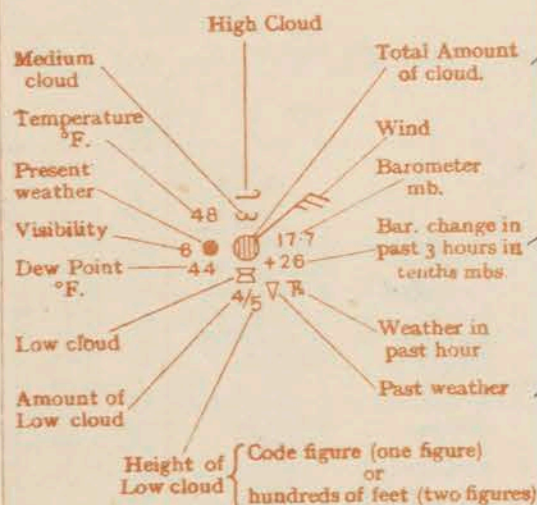 High Cloud
Medium
cloud
Total Amount
of cloud.
Temperature
°F.
Wind
Present
weather
Barometer
mb.
48
Visibility
6
17·7
Bar. change in
past 3 hours in
tenths mbs
Dew Point
°F.
44
+26
4/5
Low cloud
Weather in
past hour
Amount of
Low cloud
Past weather
Height of
Low cloud
Code figure (one figure)
or
hundreds of feet (two figures)